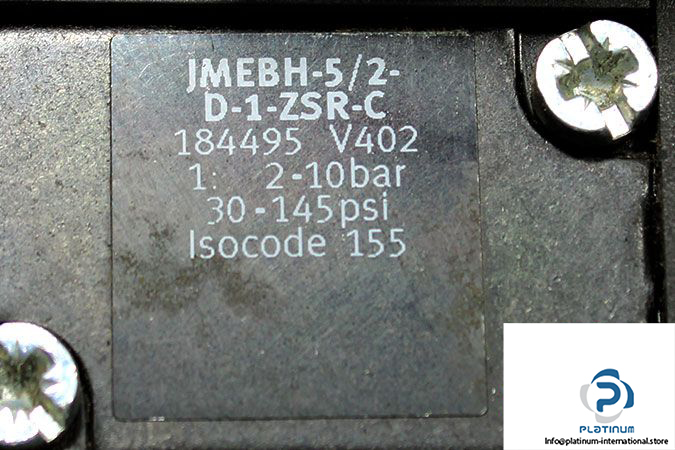 JMEBH-5/2-
D-1-ZSR-C
184495 V402
1: 2-10bar
30-145psi
Isocode 155
PLATINUM
Info@platinum-international.store